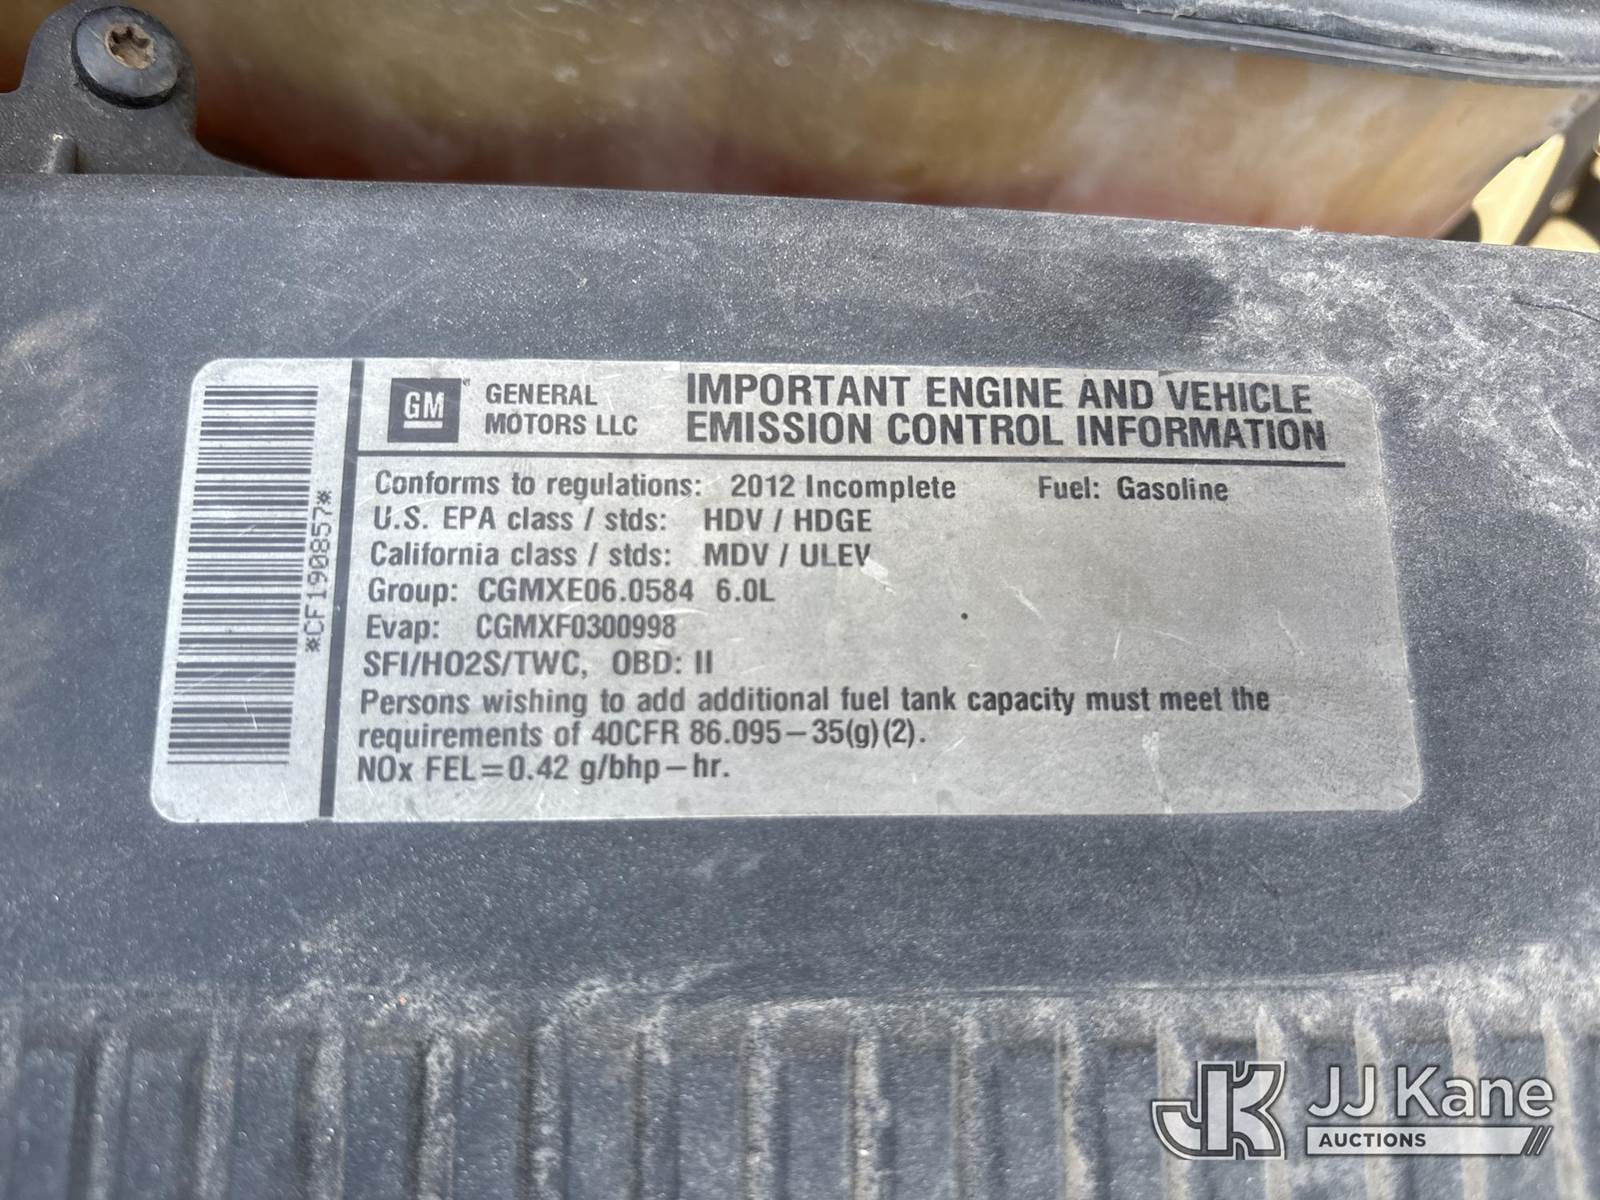 GM GENERAL MOTORS LLC
IMPORTANT ENGINE AND VEHICLE
EMISSION CONTROL INFORMATION
Conforms to regulations: 2012 Incomplete Fuel: Gasoline
U.S. EPA class / stds: HDV / HDGE
California class / stds: MDV / ULEV
Group: CGMXE06.0584 6.0L
Evap: CGMXF0300998
SFI/HO2S/TWC, OBD: II
Persons wishing to add additional fuel tank capacity must meet the
requirements of 40CFR 86.095-35(g)(2).
NOx FEL=0.42 g/bhp-hr.
*CF190857*
JK JJ Kane
AUCTIONS